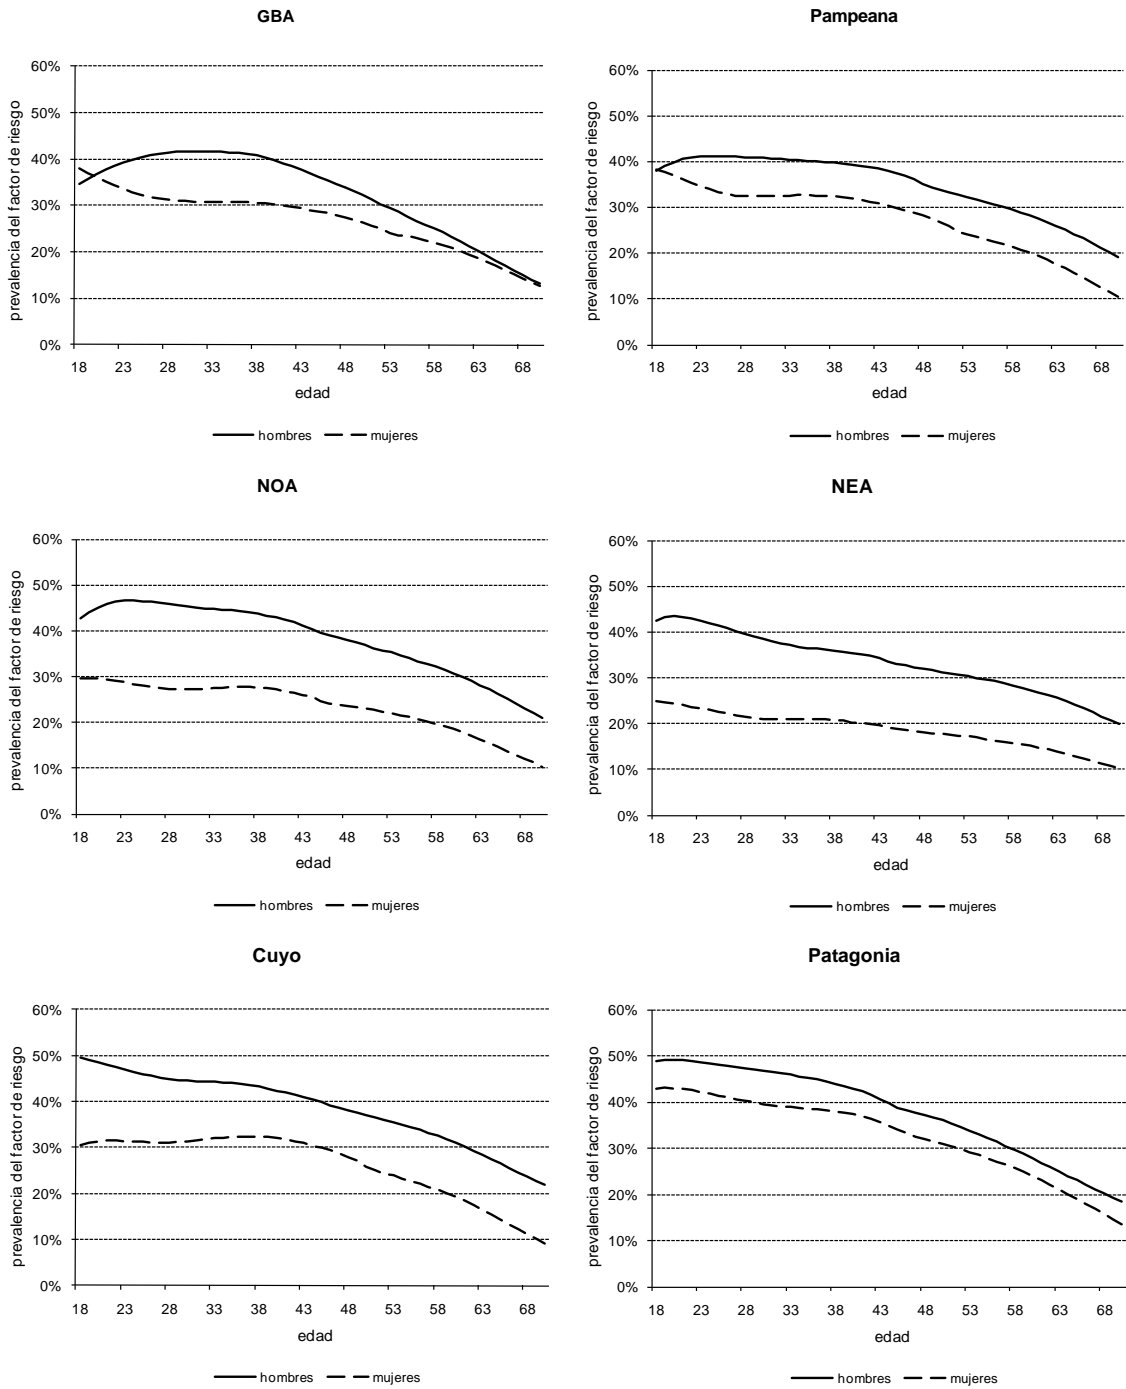 GBA
prevalencia del factor de riesgo
60%
50%
40%
30%
20%
10%
0%
18 23 28 33 38 43 48 53 58 63 68
edad
hombres mujeres
Pampeana
prevalencia del factor de riesgo
60%
50%
40%
30%
20%
10%
0%
18 23 28 33 38 43 48 53 58 63 68
edad
hombres mujeres
NOA
prevalencia del factor de riesgo
60%
50%
40%
30%
20%
10%
0%
18 23 28 33 38 43 48 53 58 63 68
edad
hombres mujeres
NEA
prevalencia del factor de riesgo
60%
50%
40%
30%
20%
10%
0%
18 23 28 33 38 43 48 53 58 63 68
edad
hombres mujeres
Cuyo
prevalencia del factor de riesgo
60%
50%
40%
30%
20%
10%
0%
18 23 28 33 38 43 48 53 58 63 68
edad
hombres mujeres
Patagonia
prevalencia del factor de riesgo
60%
50%
40%
30%
20%
10%
0%
18 23 28 33 38 43 48 53 58 63 68
edad
hombres mujeres